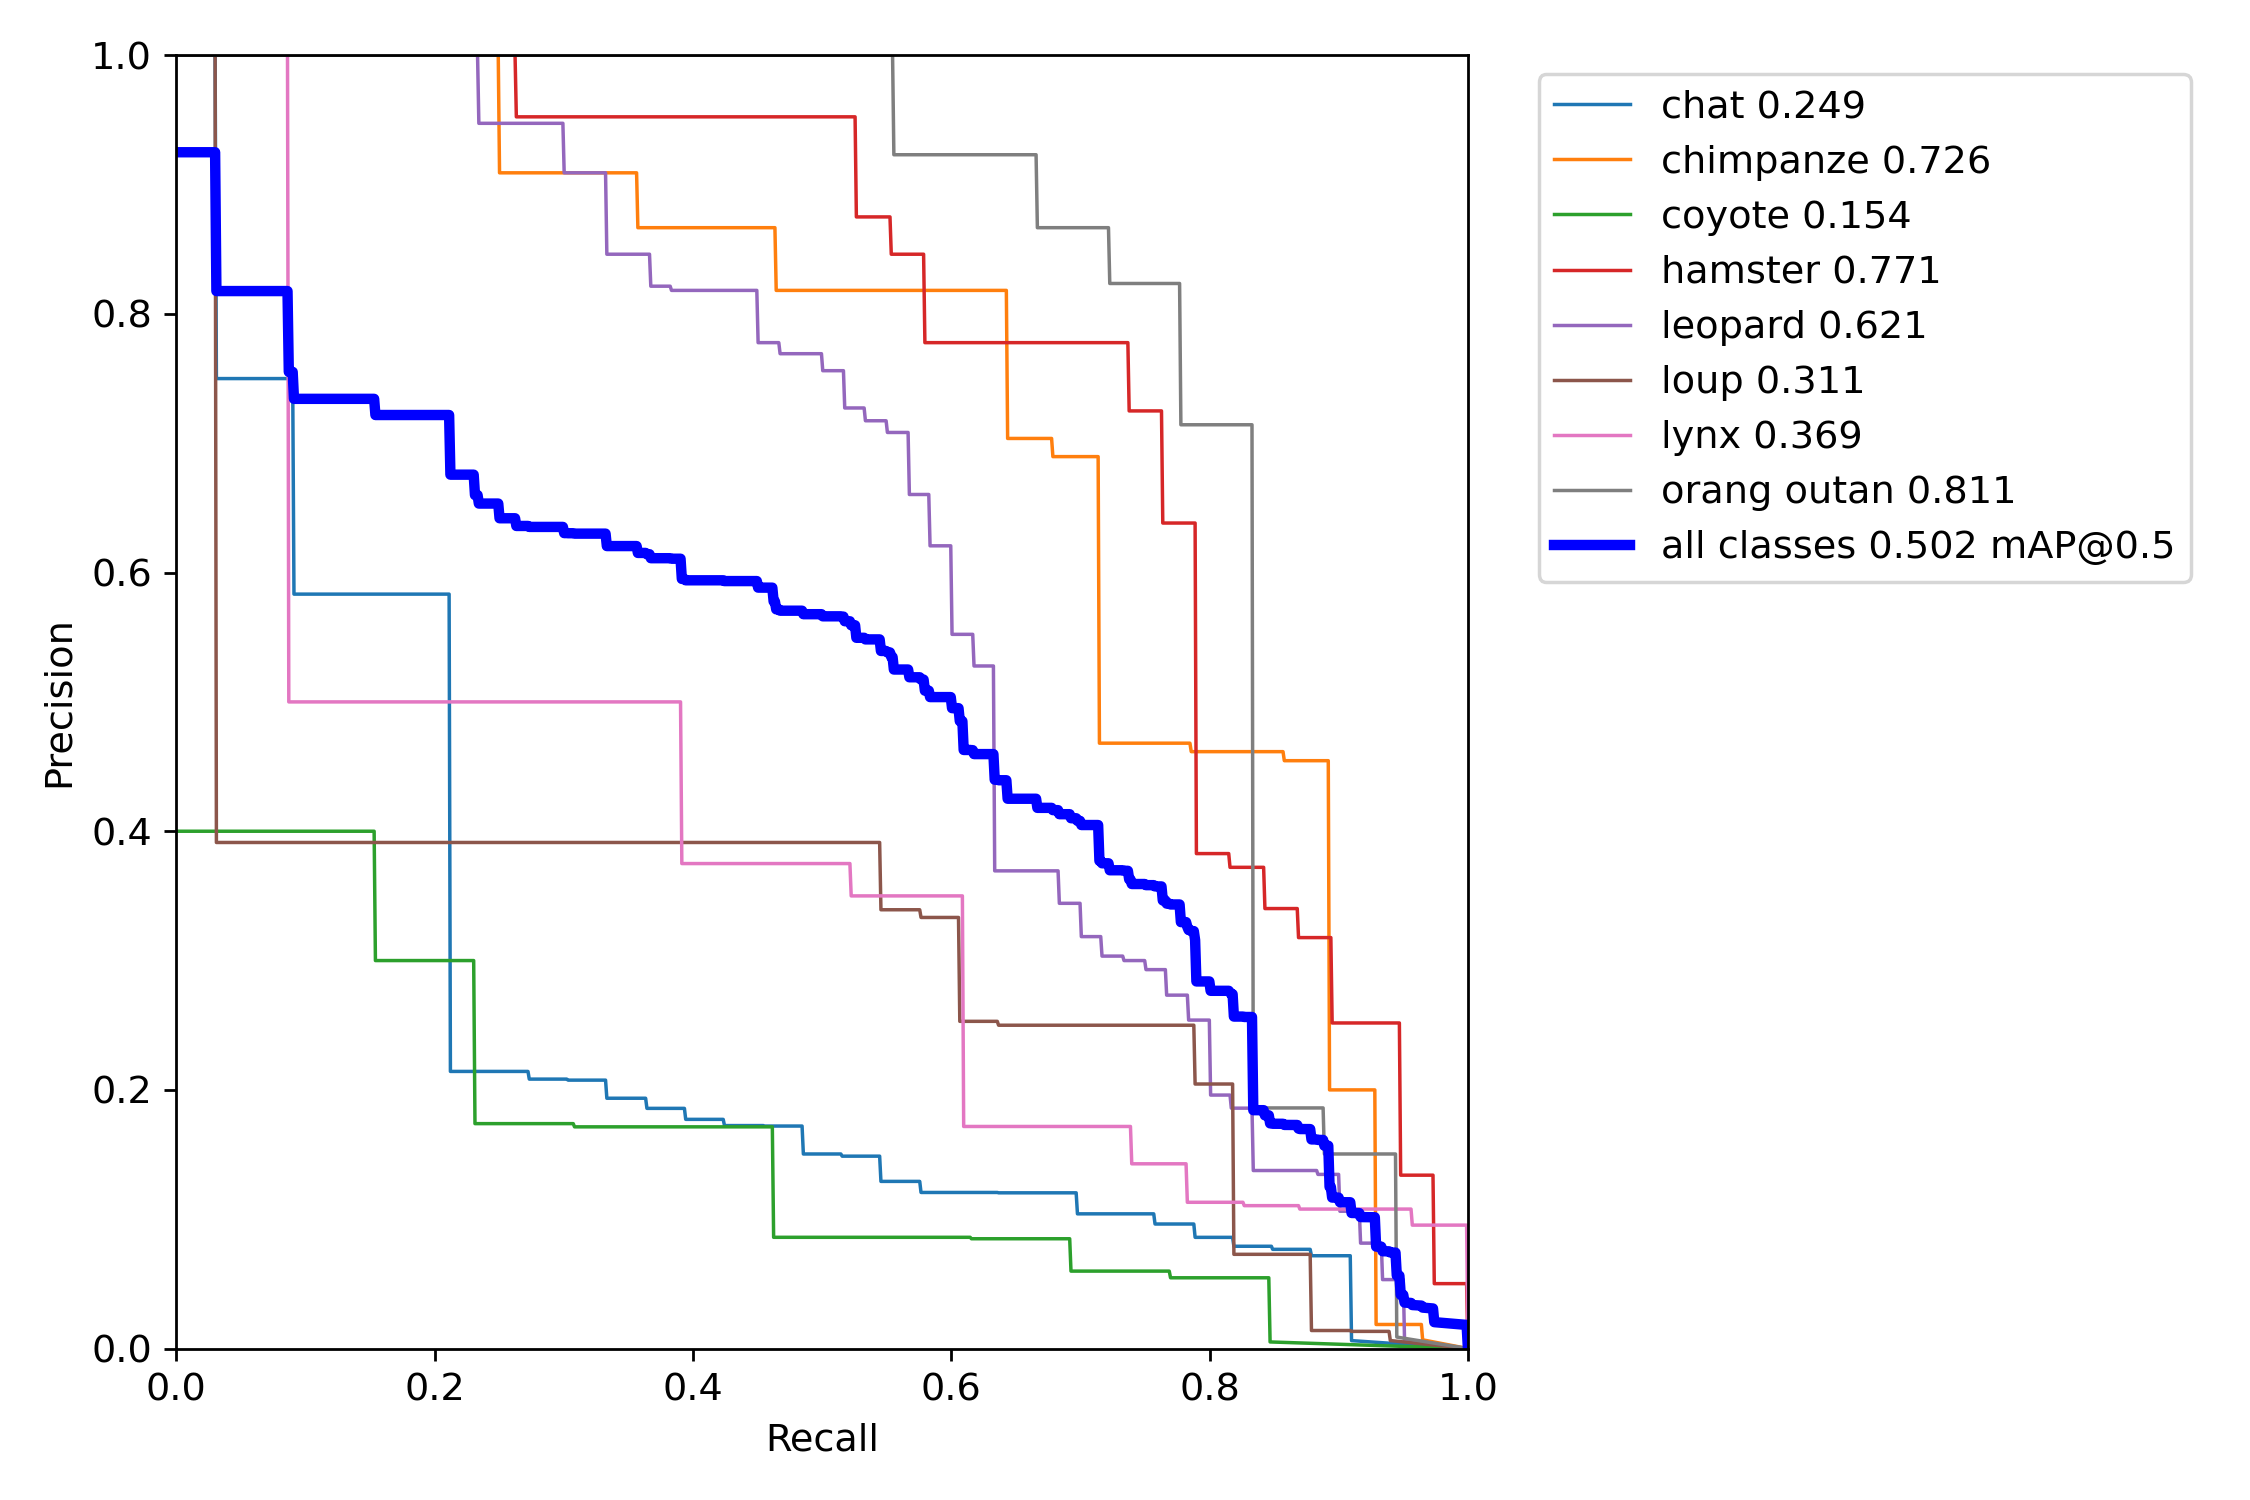 1.0
0.8
0.6
0.4
0.2
0.0
Precision
0.0 0.2 0.4 0.6 0.8 1.0
Recall
chat 0.249
chimpanze 0.726
coyote 0.154
hamster 0.771
leopard 0.621
loup 0.311
lynx 0.369
orang outan 0.811
all classes 0.502 mAP@0.5